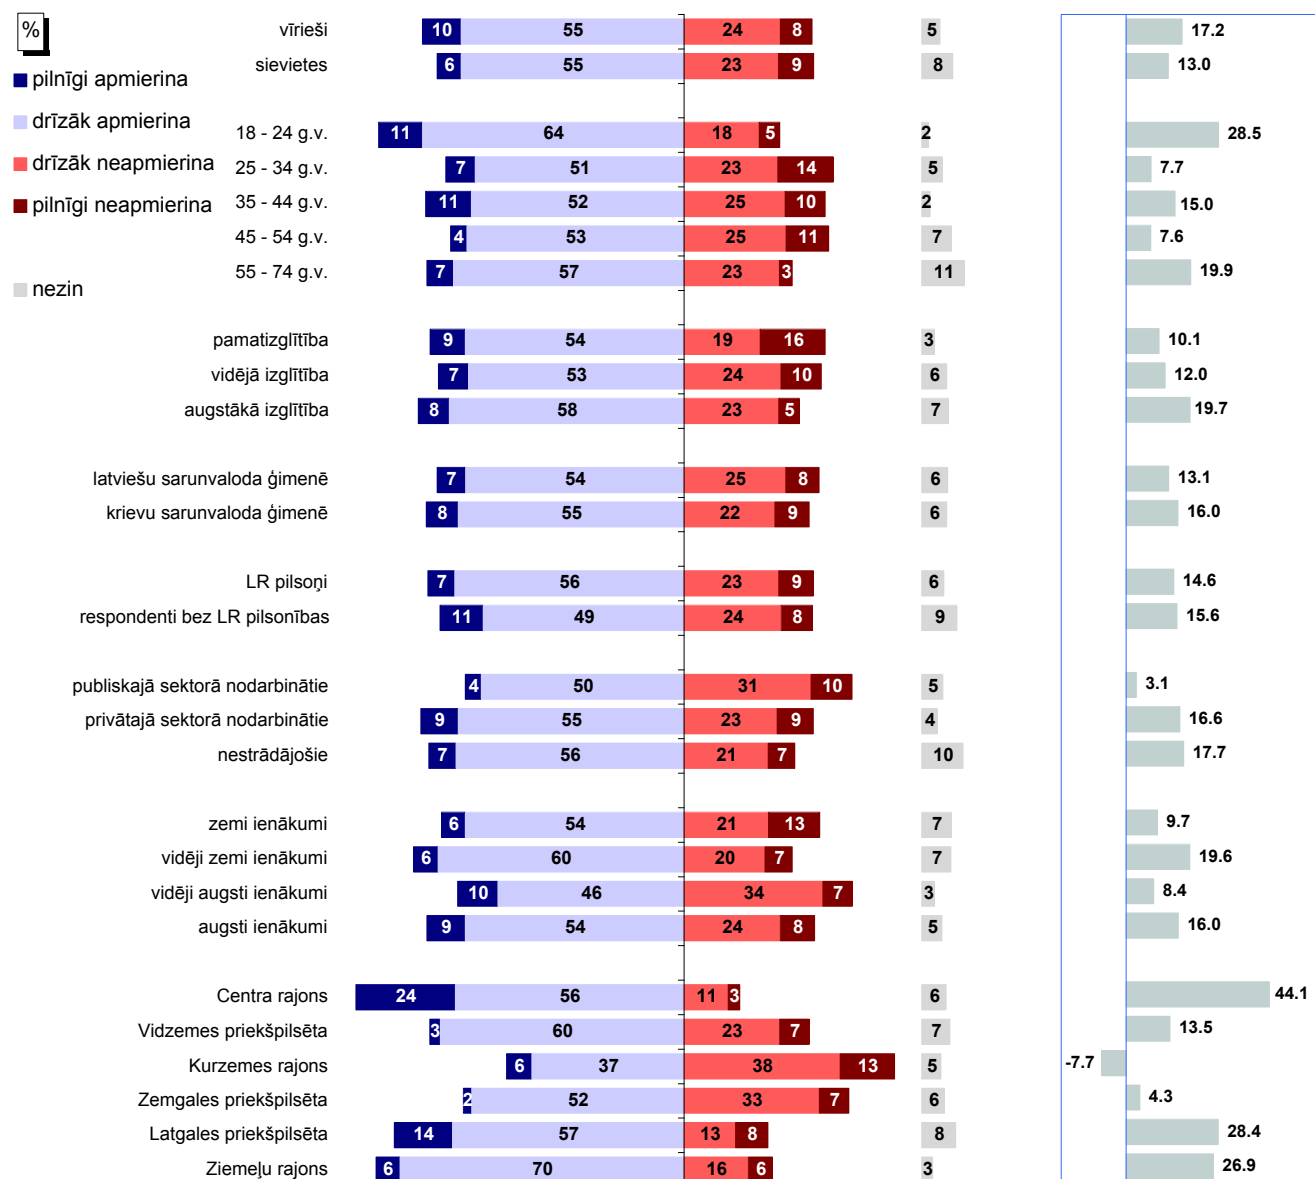 %
pilnīgi apmierina
drīzāk apmierina
drīzāk neapmierina
pilnīgi neapmierina
nezin
vīrieši 10 55 24 8 5 17.2
sievietes 6 55 23 9 8 13.0
18 - 24 g.v. 11 64 18 5 2 28.5
25 - 34 g.v. 7 51 23 14 5 7.7
35 - 44 g.v. 11 52 25 10 2 15.0
45 - 54 g.v. 4 53 25 11 7 7.6
55 - 74 g.v. 7 57 23 3 11 19.9
pamatizglītība 9 54 19 16 3 10.1
vidējā izglītība 7 53 24 10 6 12.0
augstākā izglītība 8 58 23 5 7 19.7
latviešu sarunvaloda ģimenē 7 54 25 8 6 13.1
krievu sarunvaloda ģimenē 8 55 22 9 6 16.0
LR pilsoņi 7 56 23 9 6 14.6
respondenti bez LR pilsonības 11 49 24 8 9 15.6
publiskajā sektorā nodarbinātie 4 50 31 10 5 3.1
privātajā sektorā nodarbinātie 9 55 23 9 4 16.6
nestrādājošie 7 56 21 7 10 17.7
zemi ienākumi 6 54 21 13 7 9.7
vidēji zemi ienākumi 6 60 20 7 7 19.6
vidēji augsti ienākumi 10 46 34 7 3 8.4
augsti ienākumi 9 54 24 8 5 16.0
Centra rajons 24 56 11 3 6 44.1
Vidzemes priekšpilsēta 3 60 23 7 7 13.5
Kurzemes rajons 6 37 38 13 5 -7.7
Zemgales priekšpilsēta 2 52 33 7 6 4.3
Latgales priekšpilsēta 14 57 13 8 8 28.4
Ziemeļu rajons 6 70 16 6 3 26.9